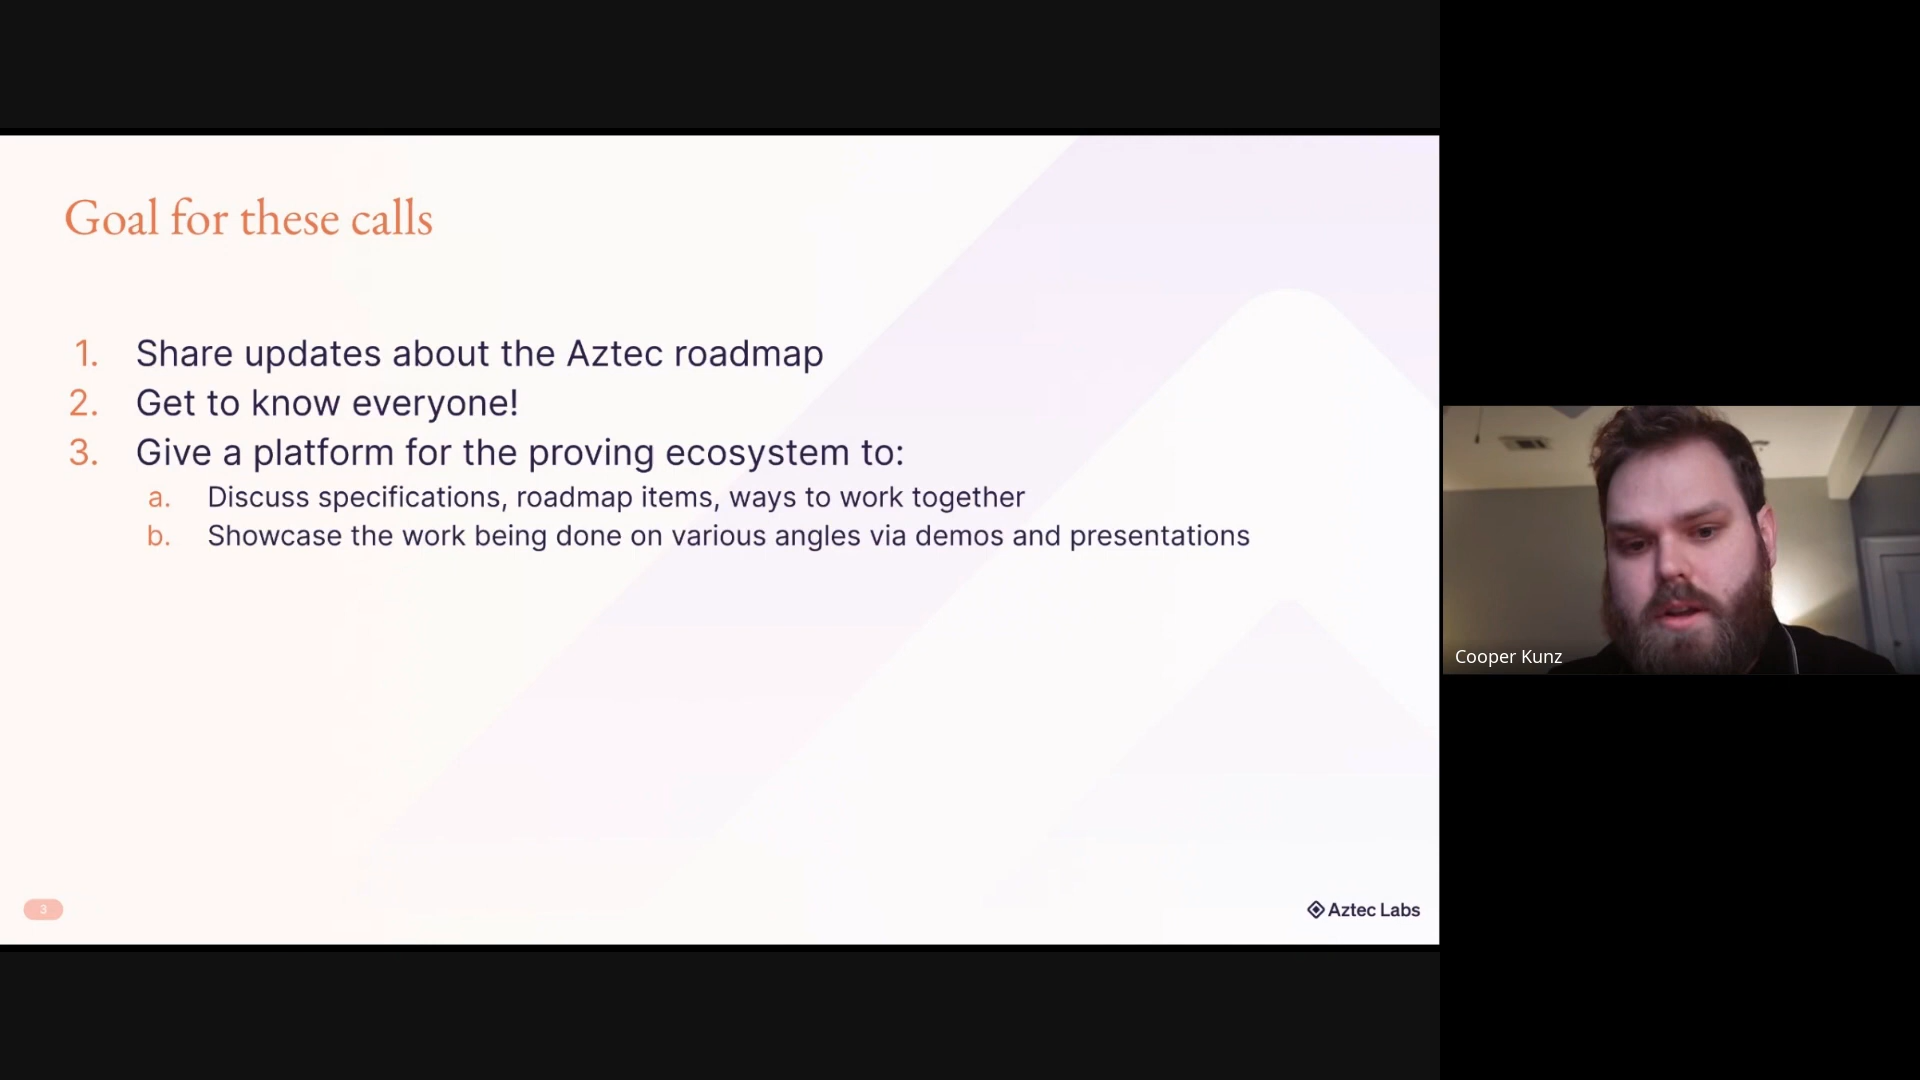 Goal for these calls
1. Share updates about the Aztec roadmap
2. Get to know everyone!
3. Give a platform for the proving ecosystem to:
a. Discuss specifications, roadmap items, ways to work together
b. Showcase the work being done on various angles via demos and presentations
3
Aztec Labs
Cooper Kunz